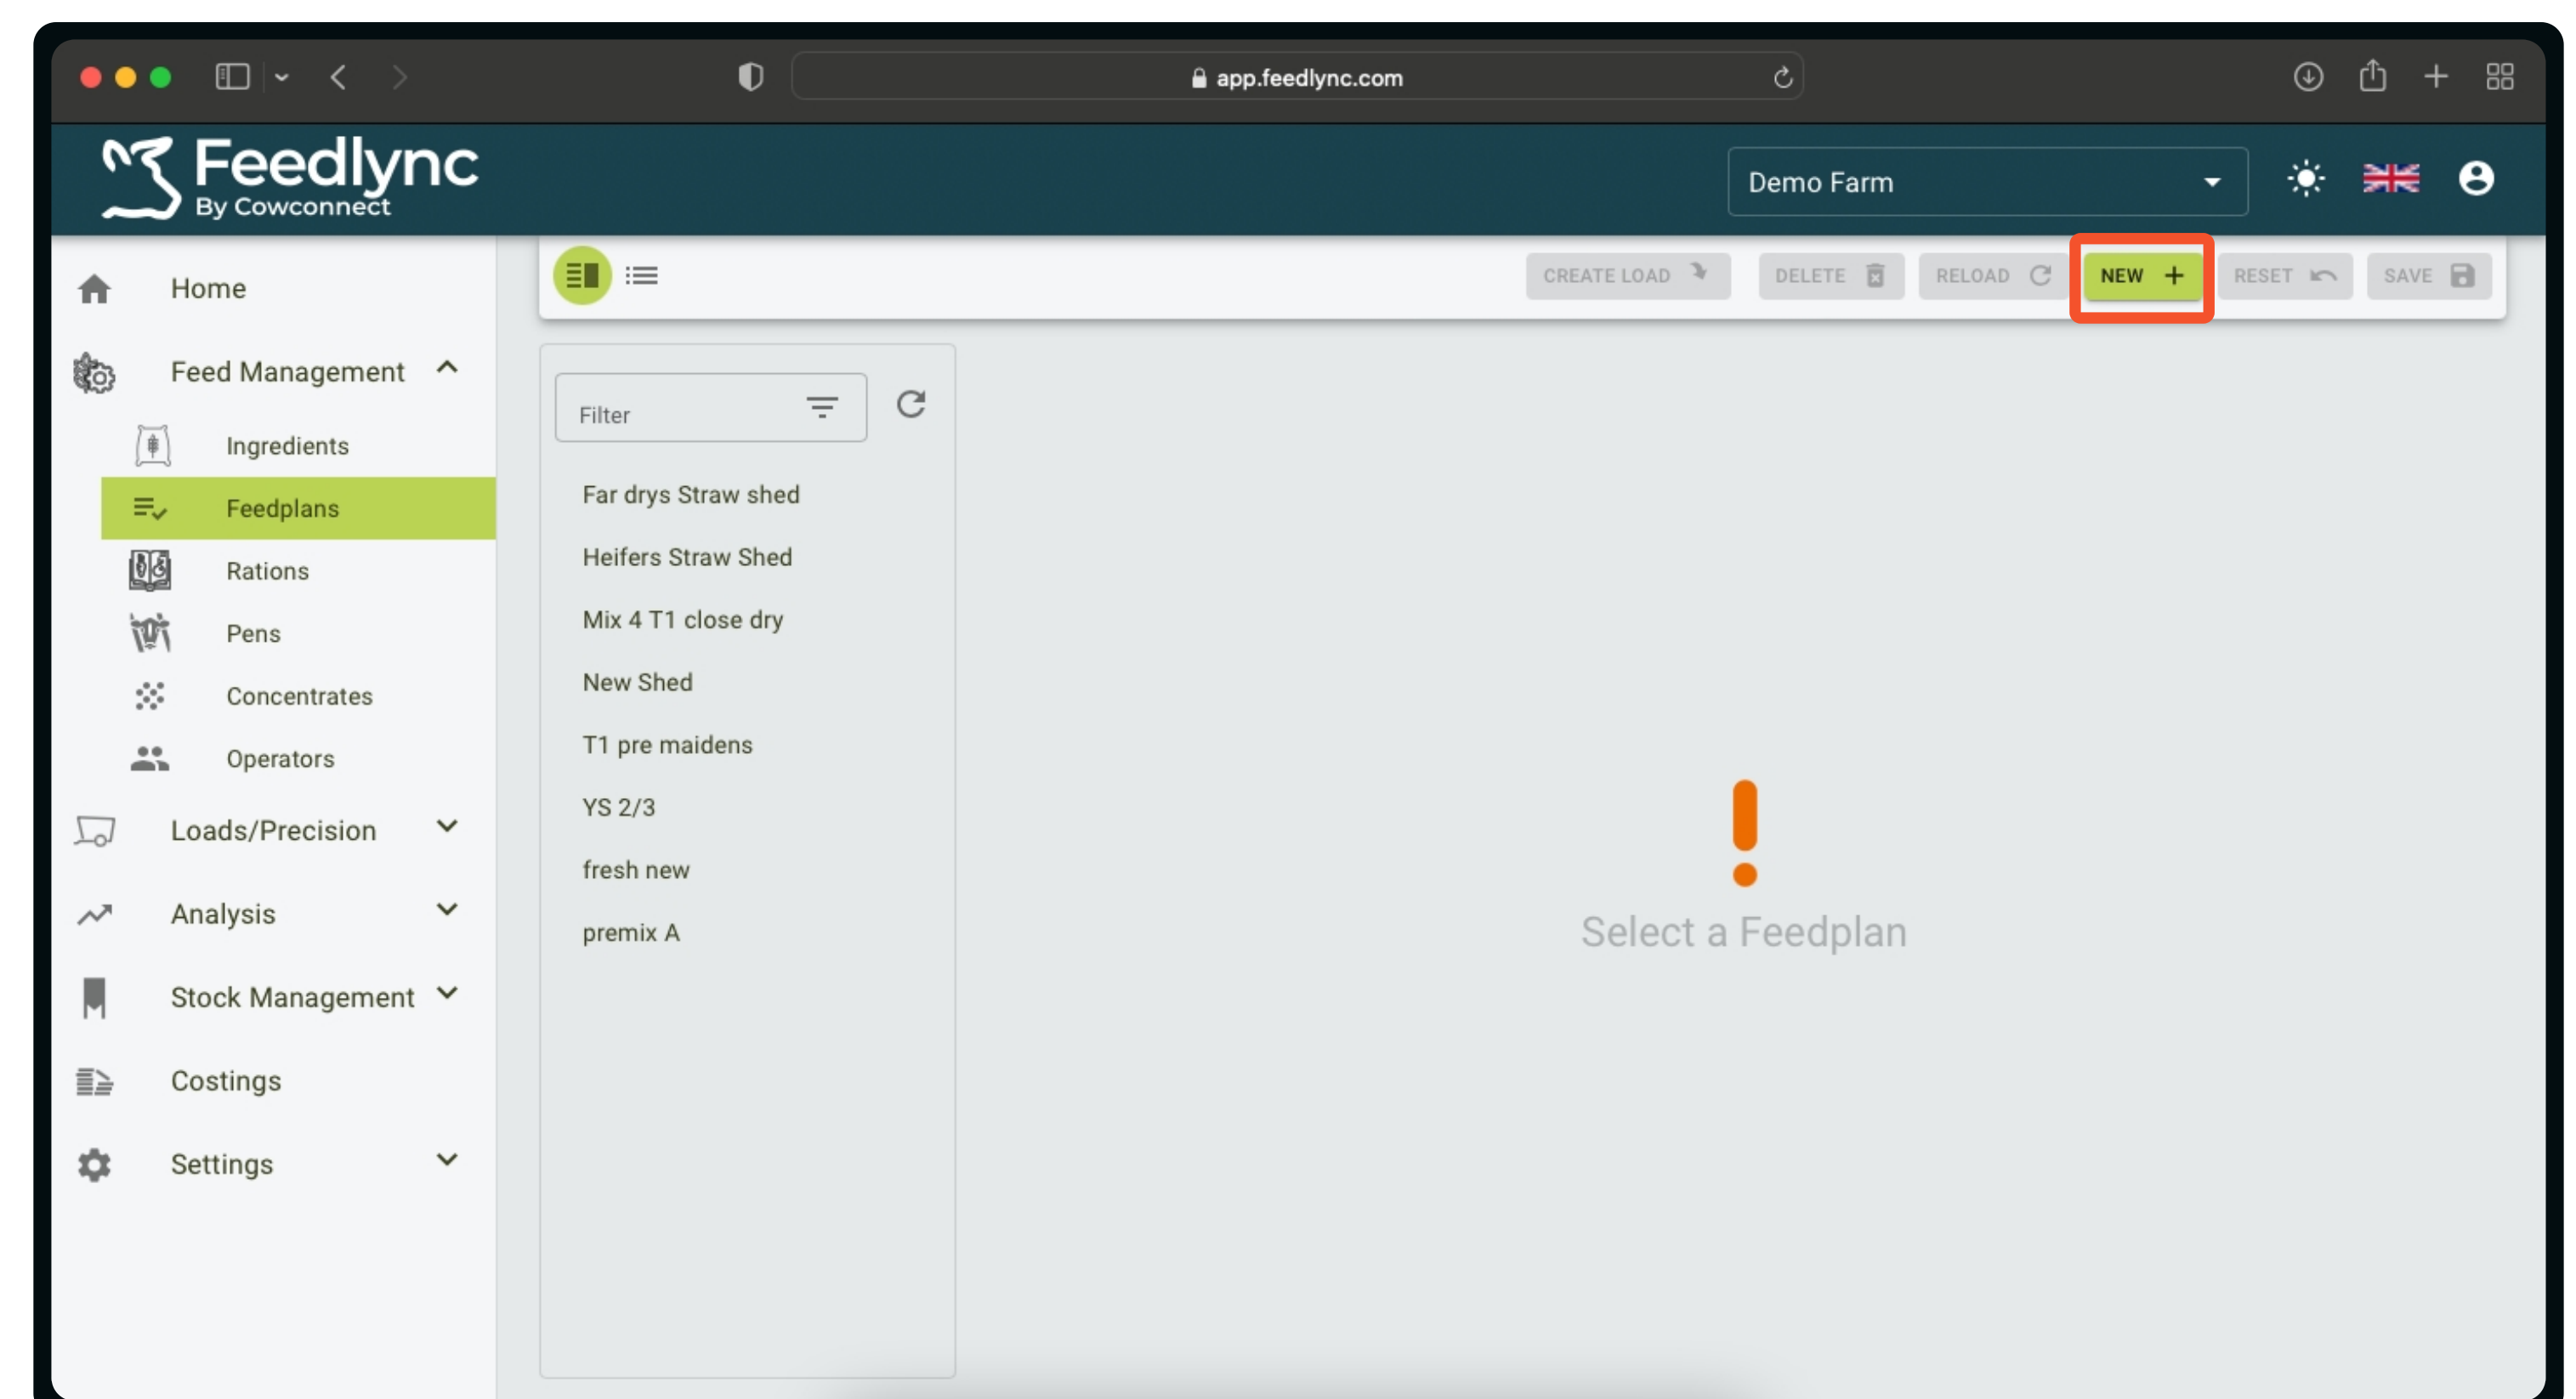 app.feedlync.com
Feedlync
By Cowconnect
Demo Farm
Home
Feed Management
Ingredients
Feedplans
Rations
Pens
Concentrates
Operators
Loads/Precision
Analysis
Stock Management
Costings
Settings
CREATE LOAD DELETE RELOAD NEW + RESET SAVE
Filter
Far drys Straw shed
Heifers Straw Shed
Mix 4 T1 close dry
New Shed
T1 pre maidens
YS 2/3
fresh new
premix A
Select a Feedplan